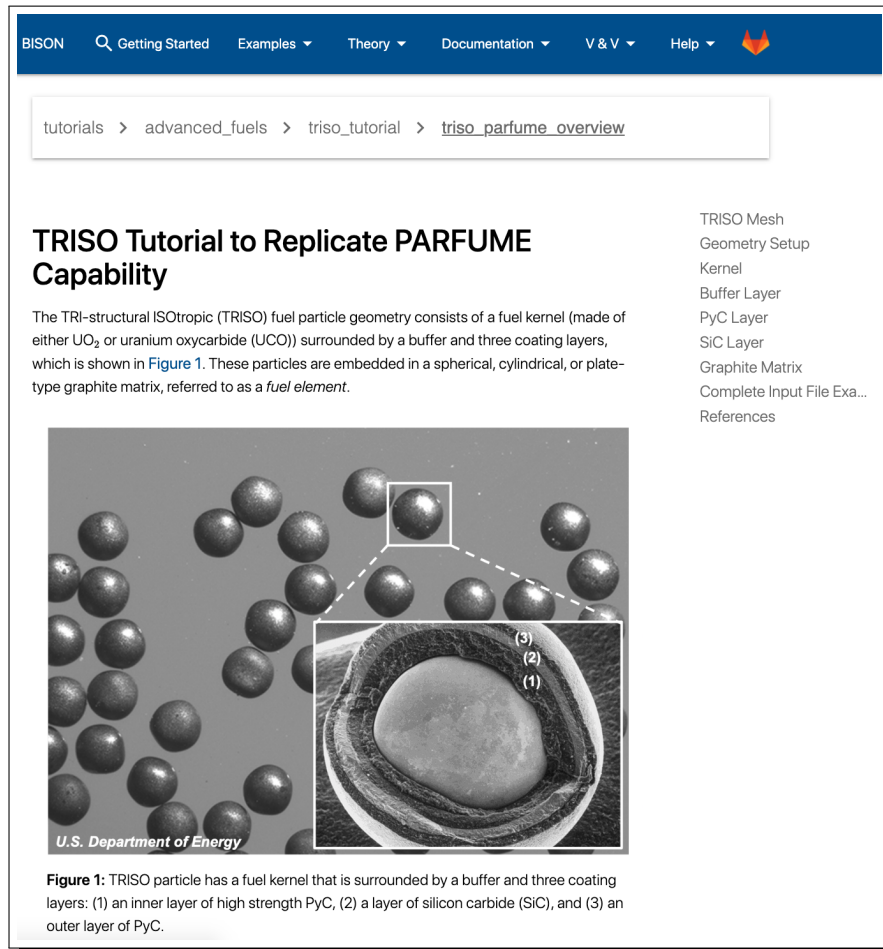 BISON Getting Started Examples Theory Documentation V & V Help
tutorials > advanced_fuels > triso_tutorial > triso_parfume_overview
TRISO Tutorial to Replicate PARFUME
Capability
The TRI-structural ISOtropic (TRISO) fuel particle geometry consists of a fuel kernel (made of
either UO₂ or uranium oxycarbide (UCO)) surrounded by a buffer and three coating layers,
which is shown in Figure 1. These particles are embedded in a spherical, cylindrical, or plate-
type graphite matrix, referred to as a fuel element.
(3)
(2)
(1)
U.S. Department of Energy
Figure 1: TRISO particle has a fuel kernel that is surrounded by a buffer and three coating
layers: (1) an inner layer of high strength PyC, (2) a layer of silicon carbide (SiC), and (3) an
outer layer of PyC.
TRISO Mesh
Geometry Setup
Kernel
Buffer Layer
PyC Layer
SiC Layer
Graphite Matrix
Complete Input File Exa...
References